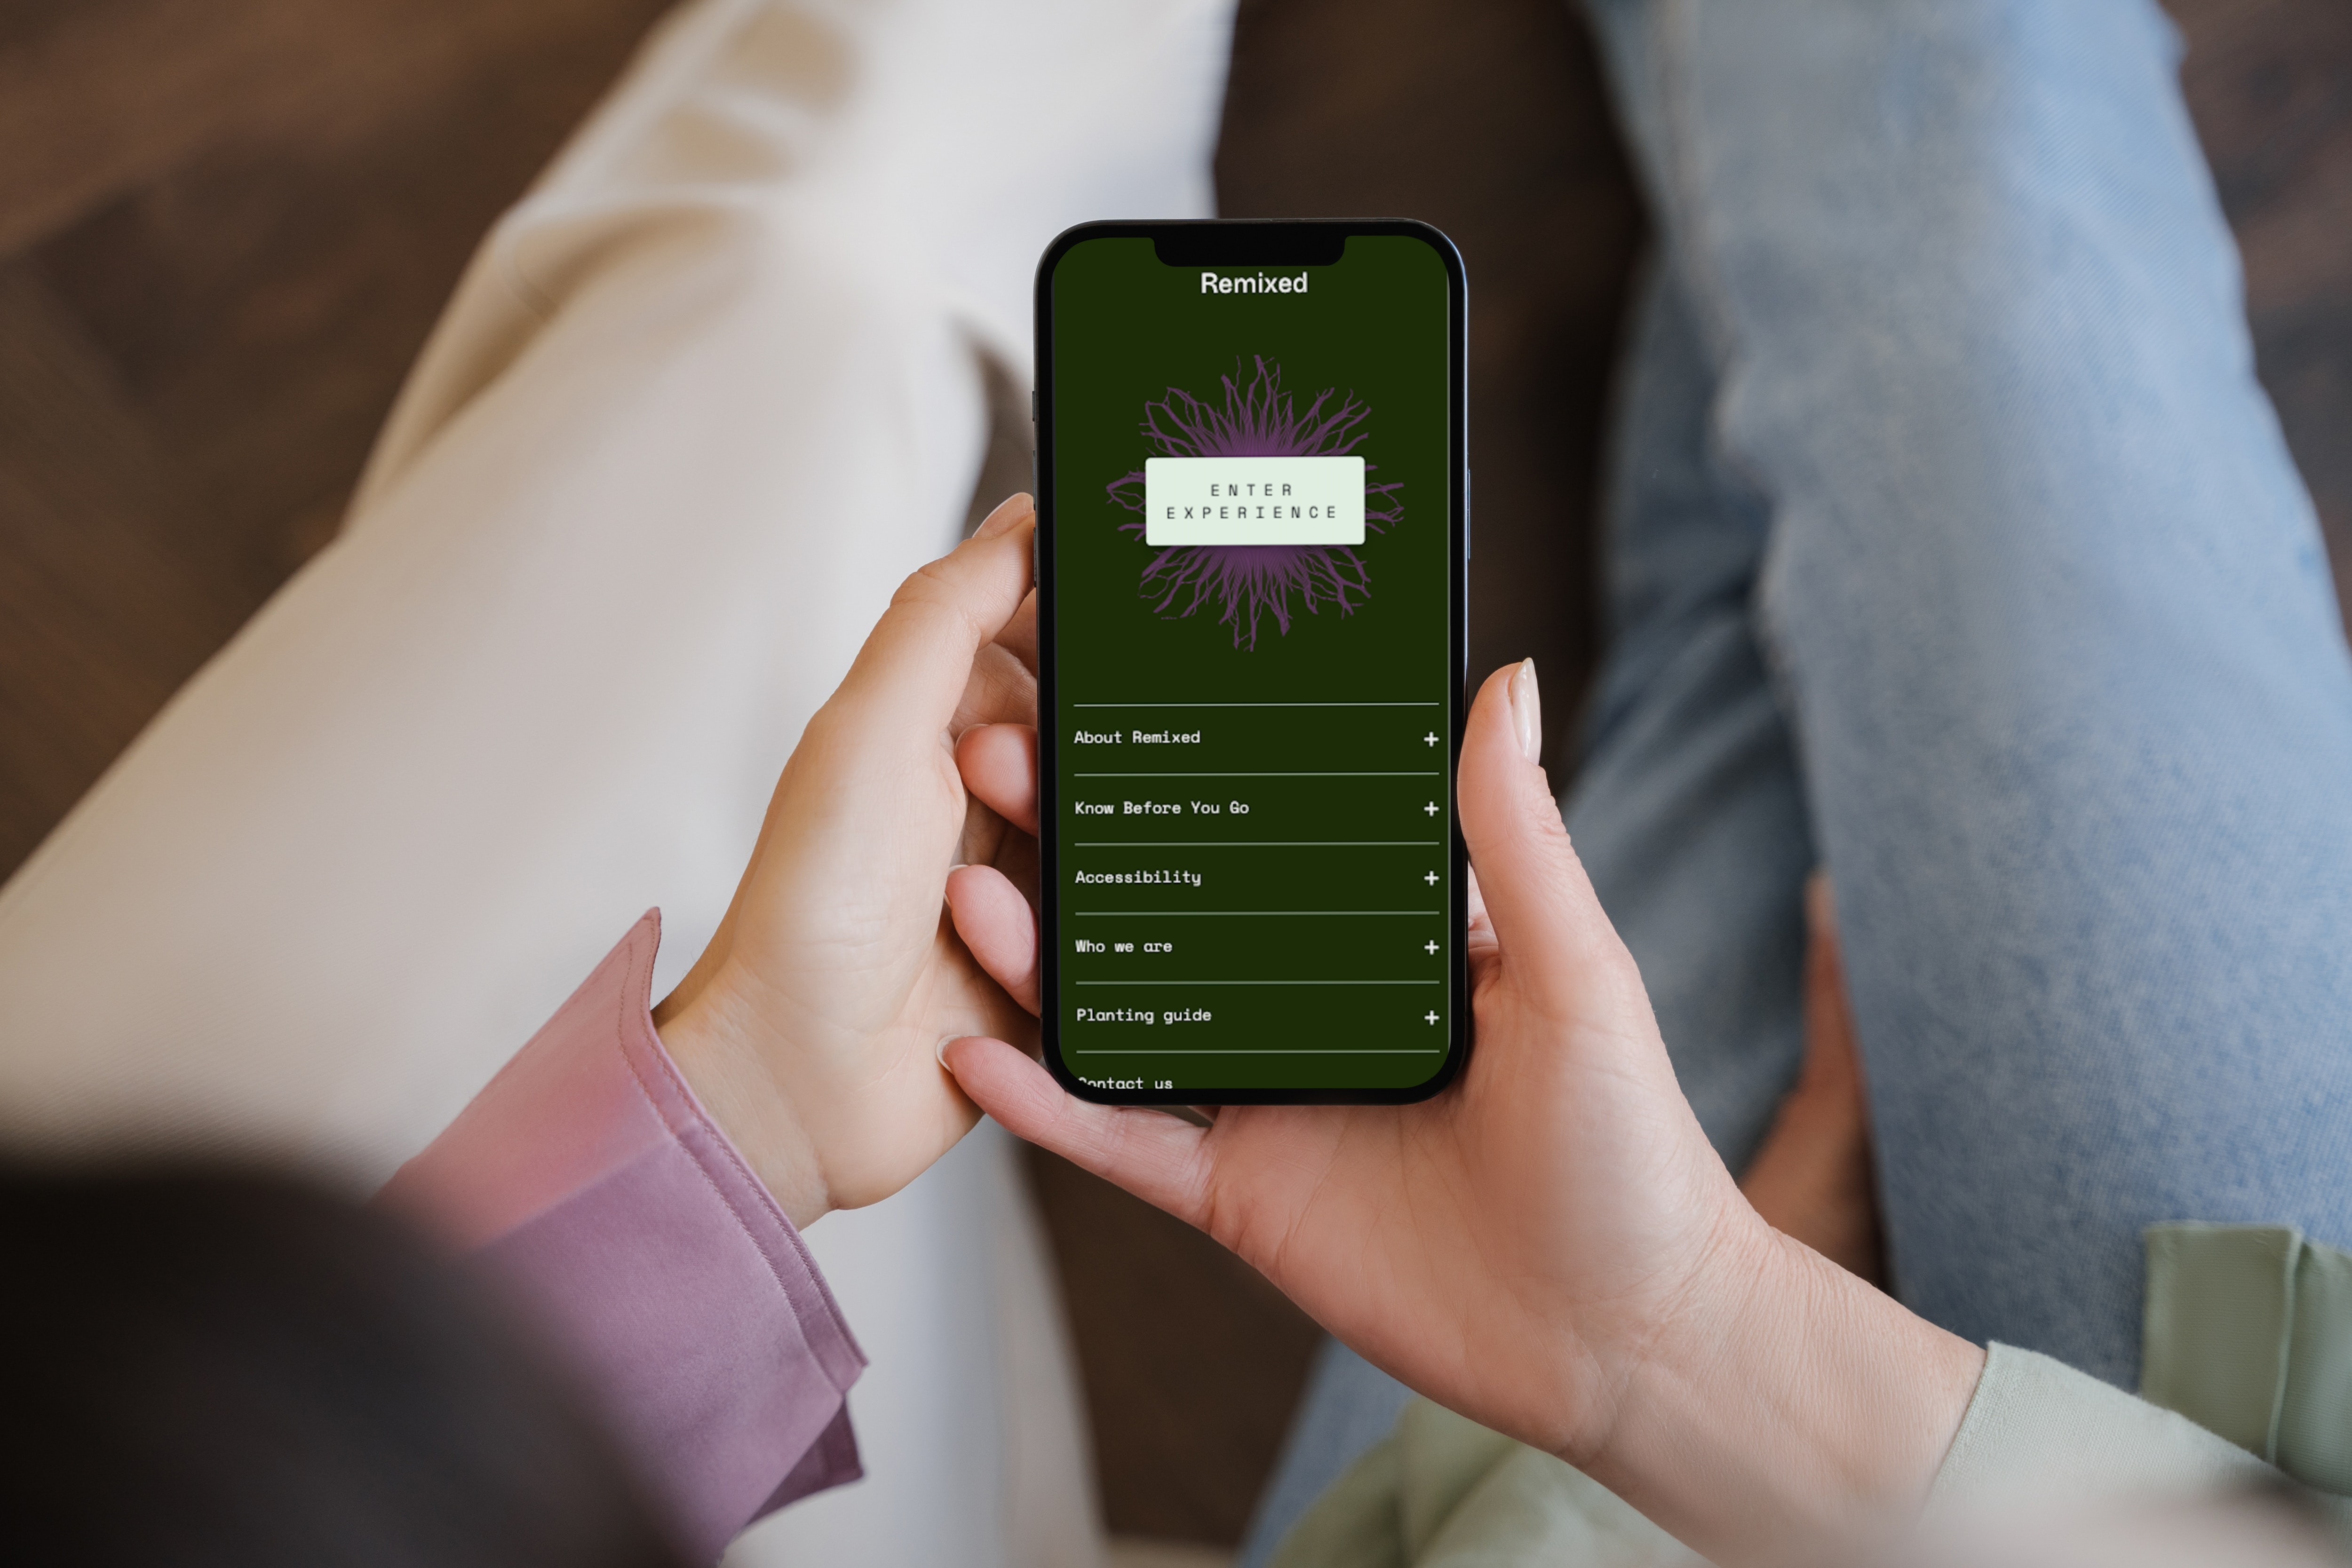 Remixed
ENTER
EXPERIENCE
About Remixed +
Know Before You Go +
Accessibility +
Who we are +
Planting guide +
Contact us